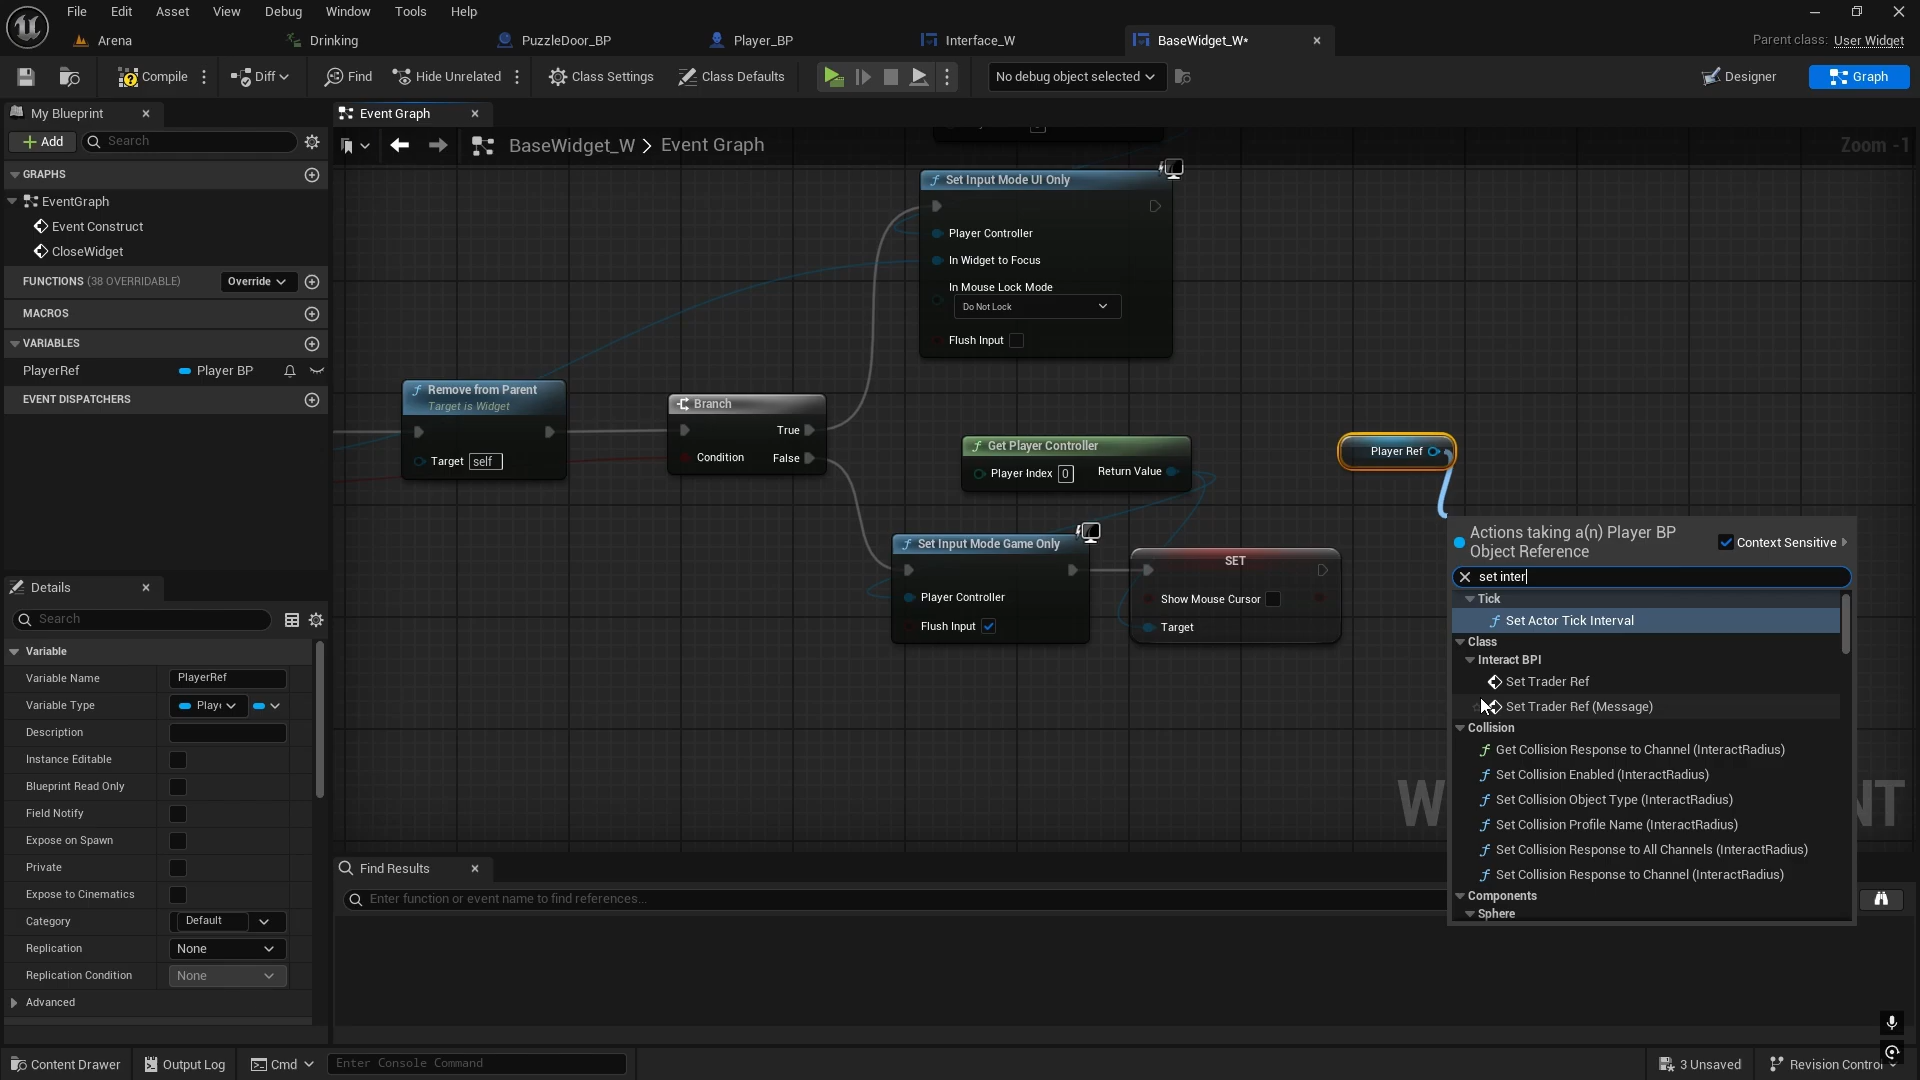 File Edit Asset View Debug Window Tools Help
Arena Drinking PuzzleDoor_BP Player_BP Interface_W BaseWidget_W* Parent class: User Widget
Compile Diff Find Hide Unrelated Class Settings Class Defaults No debug object selected Designer Graph
My Blueprint Event Graph
Add Search BaseWidget_W > Event Graph Zoom -1
GRAPHS
EventGraph
Event Construct
CloseWidget
FUNCTIONS (38 OVERRIDABLE) Override
MACROS
VARIABLES
PlayerRef Player BP
EVENT DISPATCHERS
Set Input Mode UI Only
Player Controller
In Widget to Focus
In Mouse Lock Mode
Do Not Lock
Flush Input
Remove from Parent
Target is Widget
Target self
Branch
True
Condition False
Get Player Controller
Player Index 0 Return Value
Player Ref
Set Input Mode Game Only
Player Controller
Flush Input
SET
Show Mouse Cursor
Target
Actions taking a(n) Player BP
Object Reference
Context Sensitive
set inter
Tick
Set Actor Tick Interval
Class
Interact BPI
Set Trader Ref
Set Trader Ref (Message)
Collision
Get Collision Response to Channel (InteractRadius)
Set Collision Enabled (InteractRadius)
Set Collision Object Type (InteractRadius)
Set Collision Profile Name (InteractRadius)
Set Collision Response to All Channels (InteractRadius)
Set Collision Response to Channel (InteractRadius)
Components
Sphere
Details
Search
Variable
Variable Name PlayerRef
Variable Type
Description
Instance Editable
Blueprint Read Only
Field Notify
Expose on Spawn
Private
Expose to Cinematics
Category Default
Replication None
Replication Condition None
Advanced
Find Results
Enter function or event name to find references...
Content Drawer Output Log Cmd Enter Console Command 3 Unsaved Revision Control